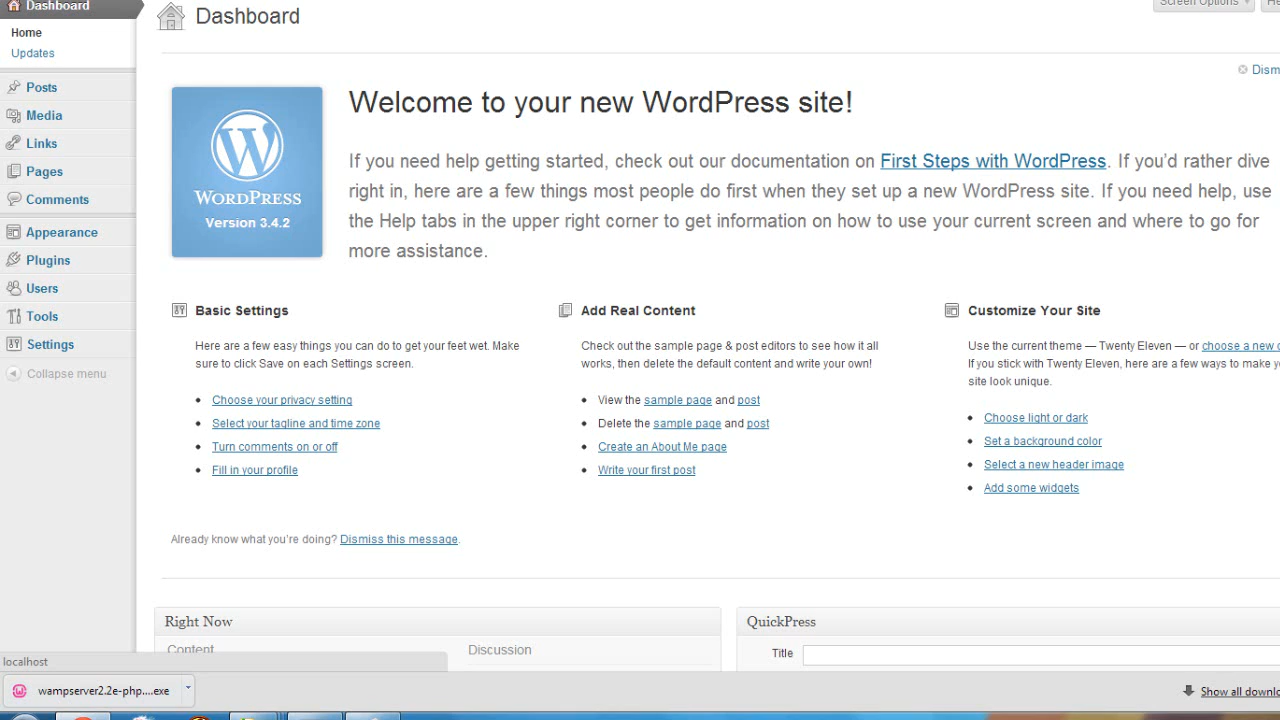 Dashboard
Home
Updates
Posts
Media
Links
Pages
Comments
Appearance
Plugins
Users
Tools
Settings
Collapse menu
Dashboard
Screen Options
Welcome to your new WordPress site!
WORDPRESS
Version 3.4.2
If you need help getting started, check out our documentation on First Steps with WordPress. If you’d rather dive
right in, here are a few things most people do first when they set up a new WordPress site. If you need help, use
the Help tabs in the upper right corner to get information on how to use your current screen and where to go for
more assistance.
Basic Settings
Here are a few easy things you can do to get your feet wet. Make
sure to click Save on each Settings screen.
Choose your privacy setting
Select your tagline and time zone
Turn comments on or off
Fill in your profile
Add Real Content
Check out the sample page & post editors to see how it all
works, then delete the default content and write your own!
View the sample page and post
Delete the sample page and post
Create an About Me page
Write your first post
Customize Your Site
Use the current theme — Twenty Eleven — or choose a new
If you stick with Twenty Eleven, here are a few ways to make
site look unique.
Choose light or dark
Set a background color
Select a new header image
Add some widgets
Already know what you’re doing? Dismiss this message.
Right Now
Content
Discussion
QuickPress
Title
localhost
wampserver2.2e-php....exe
Show all